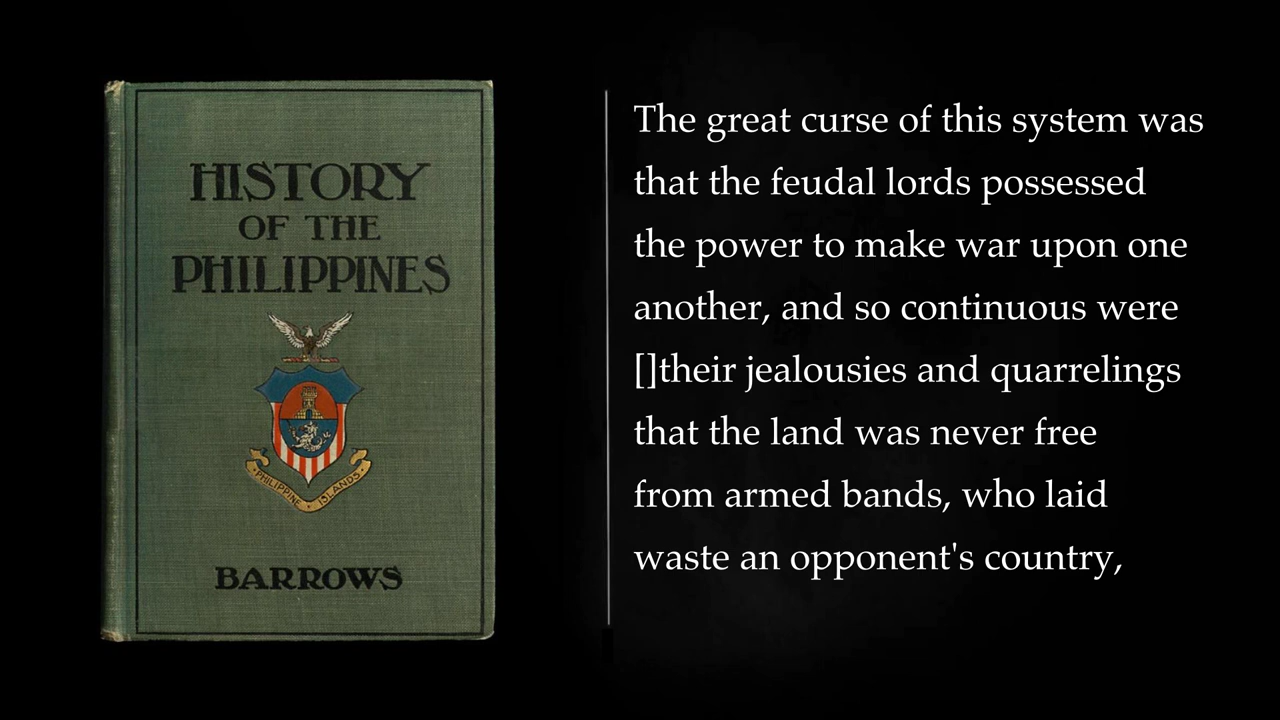 HISTORY
OF THE
PHILIPPINES
PHILIPPINE ISLANDS
BARROWS
The great curse of this system was
that the feudal lords possessed
the power to make war upon one
another, and so continuous were
[]their jealousies and quarrelings
that the land was never free
from armed bands, who laid
waste an opponent's country,